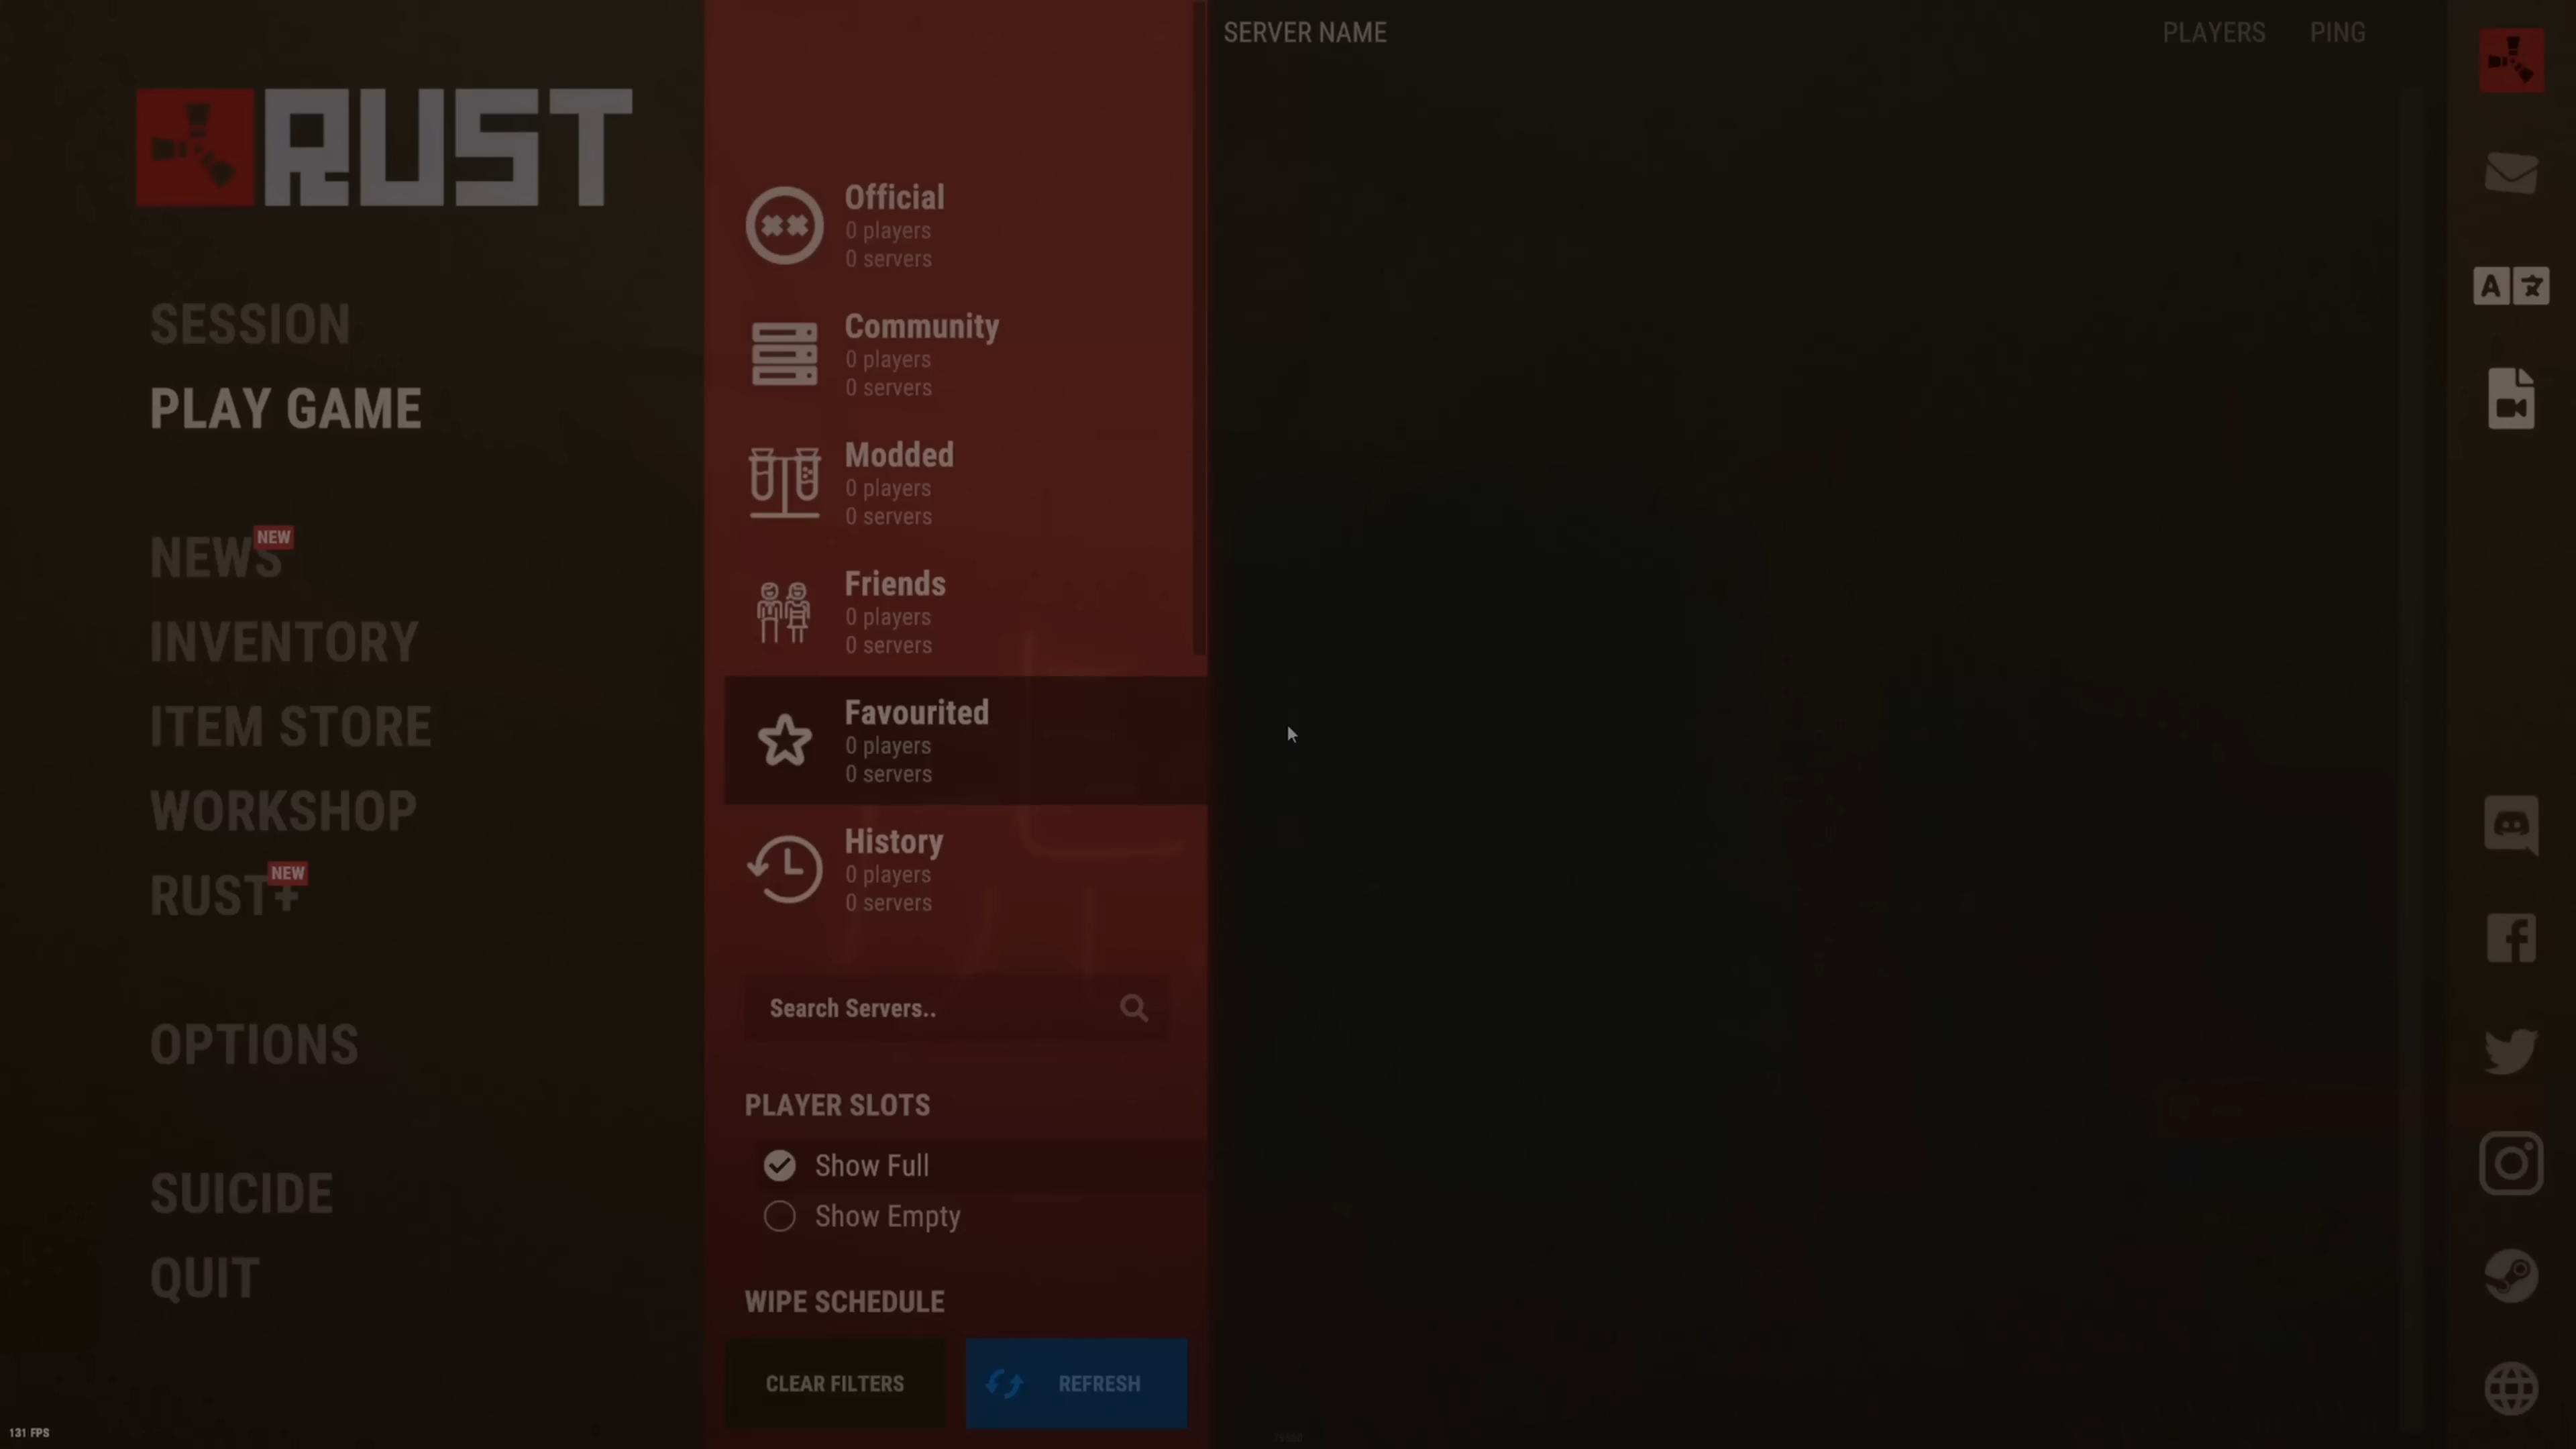 RUST
SESSION
PLAY GAME
NEWS
NEW
INVENTORY
ITEM STORE
WORKSHOP
RUST+
NEW
OPTIONS
SUICIDE
QUIT
131 FPS
Official
0 players
0 servers
Community
0 players
0 servers
Modded
0 players
0 servers
Friends
0 players
0 servers
Favourited
0 players
0 servers
History
0 players
0 servers
Search Servers..
PLAYER SLOTS
Show Full
Show Empty
WIPE SCHEDULE
CLEAR FILTERS
REFRESH
SERVER NAME
PLAYERS
PING
A